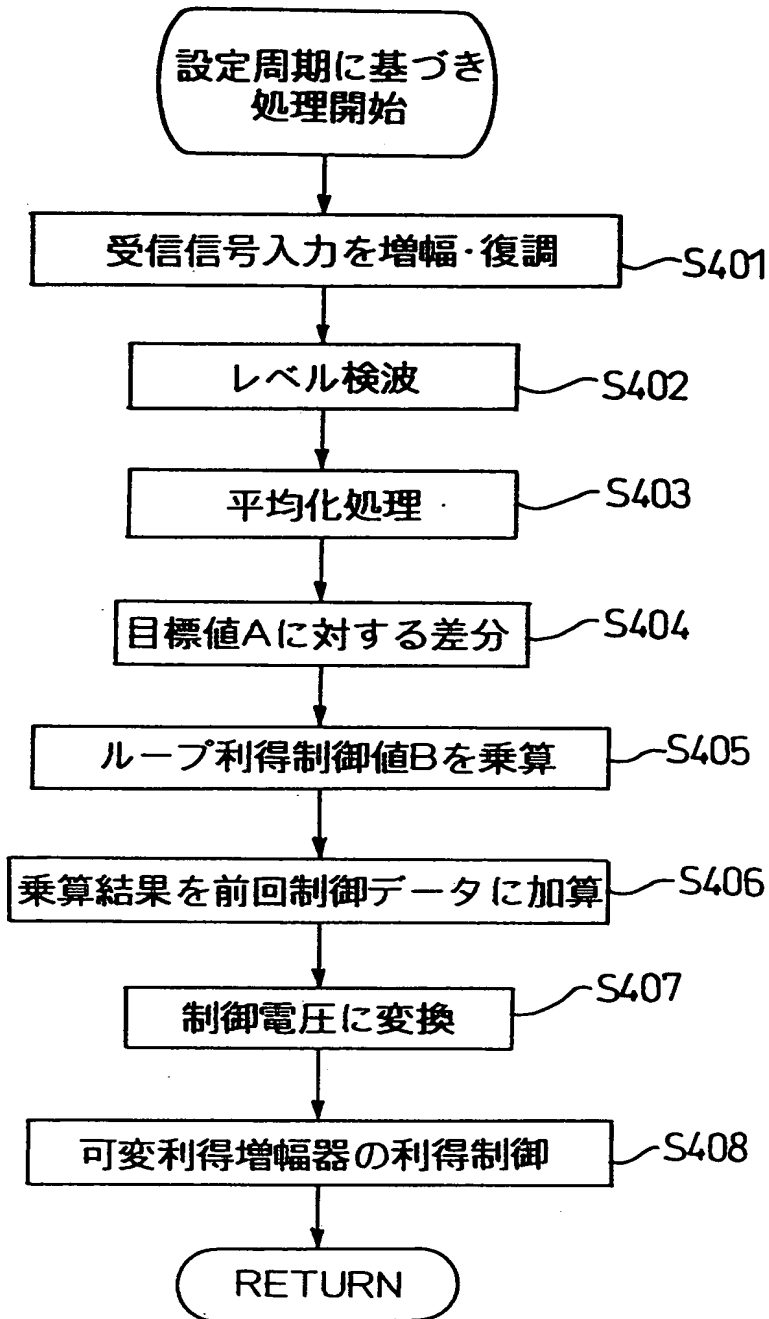 設定周期に基づき
処理開始
受信信号入力を増幅·復調
S401
レベル検波
S402
平均化処理
S403
目標値Aに対する差分
S404
ループ利得制御値Bを乗算
S405
乗算結果を前回制御データに加算
S406
制御電圧に変換
S407
可変利得増幅器の利得制御
S408
RETURN